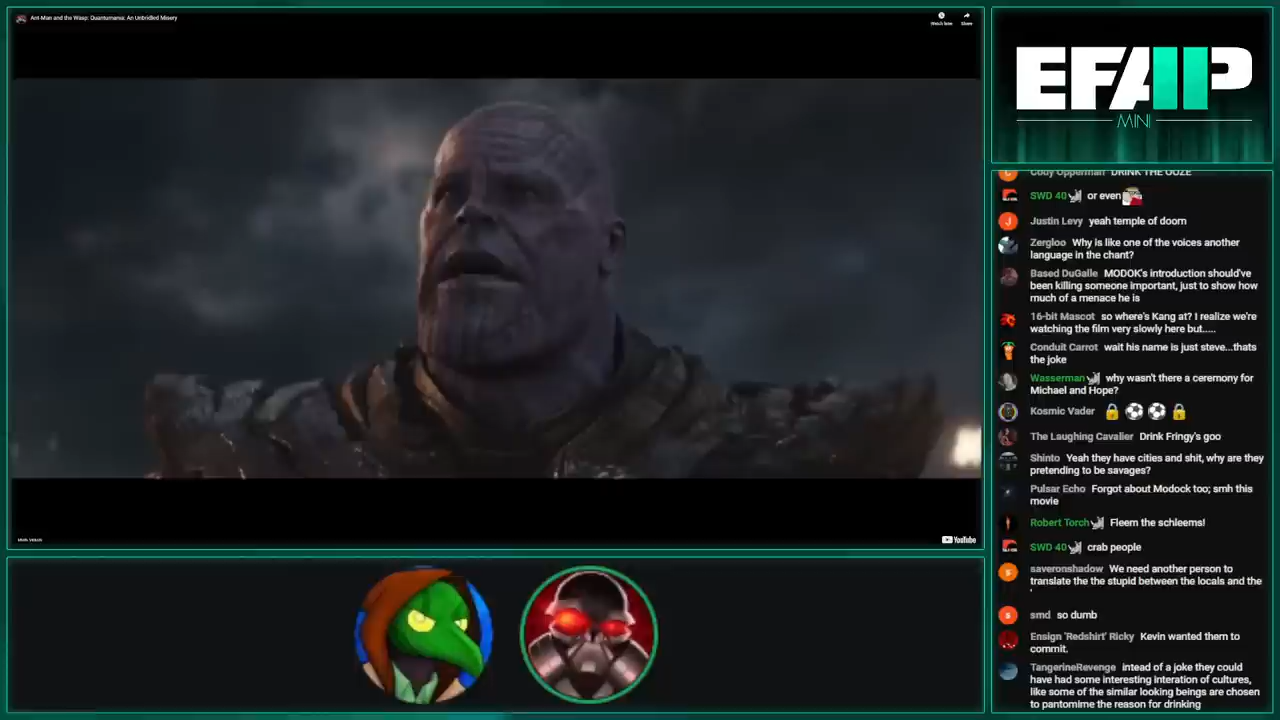 Ant-Man and the Wasp: Quantumania: An Unbridled Misery
Watch later
Share
MORE VIDEOS
YouTube
EFAP
MINI
Cody Opperman DRINK THE OOZE
SWD 40 or even
Justin Levy yeah temple of doom
Zergloo Why is like one of the voices another
language in the chant?
Based DuGalle MODOK's introduction should've
been killing someone important, just to show how
much of a menace he is
16-bit Mascot so where's Kang at? I realize we're
watching the film very slowly here but.....
Conduit Carrot wait his name is just steve...thats
the joke
Wasserman why wasn't there a ceremony for
Michael and Hope?
Kosmic Vader 🔒⚽⚽🔒
The Laughing Cavalier Drink Fringy's goo
Shinto Yeah they have cities and shit, why are they
pretending to be savages?
Pulsar Echo Forgot about Modock too; smh this
movie
Robert Torch Fleem the schleems!
SWD 40 crab people
saveronshadow We need another person to
translate the the stupid between the locals and the
'
smd so dumb
Ensign 'Redshirt' Ricky Kevin wanted them to
commit.
TangerineRevenge intead of a joke they could
have had some interesting interation of cultures,
like some of the similar looking beings are chosen
to pantomime the reason for drinking